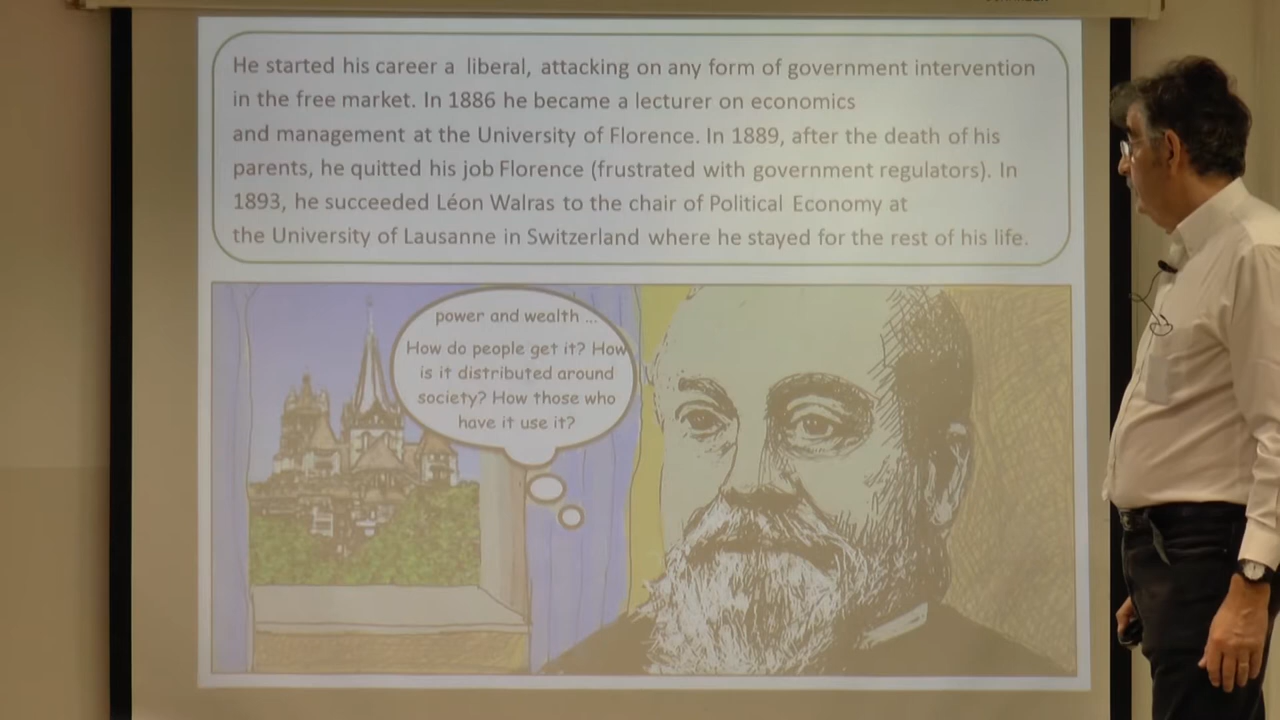 He started his career a liberal, attacking on any form of government intervention
in the free market. In 1886 he became a lecturer on economics
and management at the University of Florence. In 1889, after the death of his
parents, he quitted his job Florence (frustrated with government regulators). In
1893, he succeeded Léon Walras to the chair of Political Economy at
the University of Lausanne in Switzerland where he stayed for the rest of his life.
power and wealth ...
How do people get it? How
is it distributed around
society? How those who
have it use it?